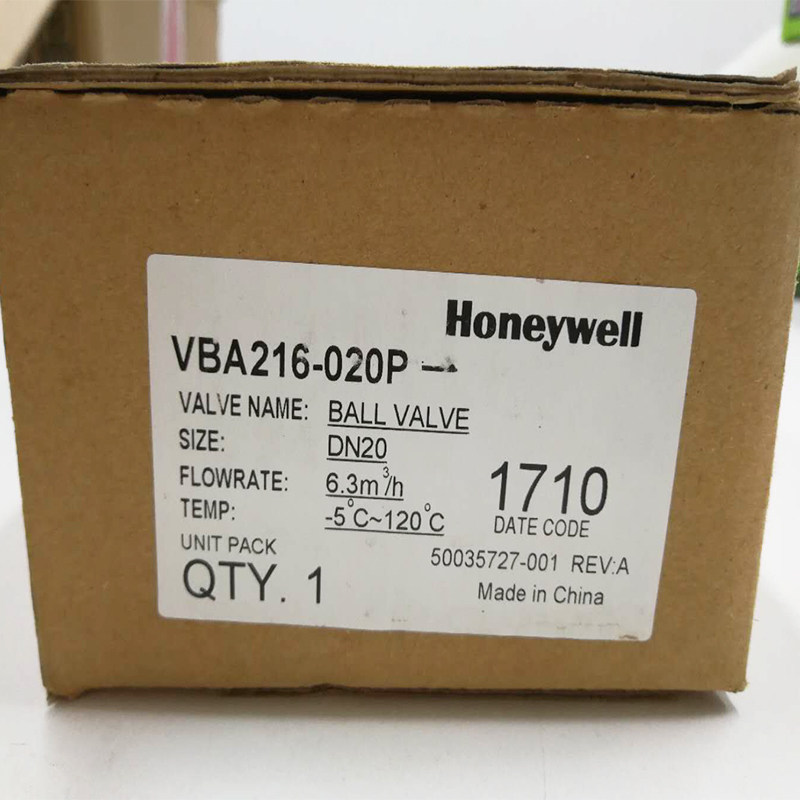 Honeywell
VBA216-020P
VALVE NAME: BALL VALVE
SIZE: DN20
FLOWRATE: 6.3m³/h
TEMP: -5°C~120°C
1710
DATE CODE
UNIT PACK
QTY. 1
50035727-001 REV:A
Made in China